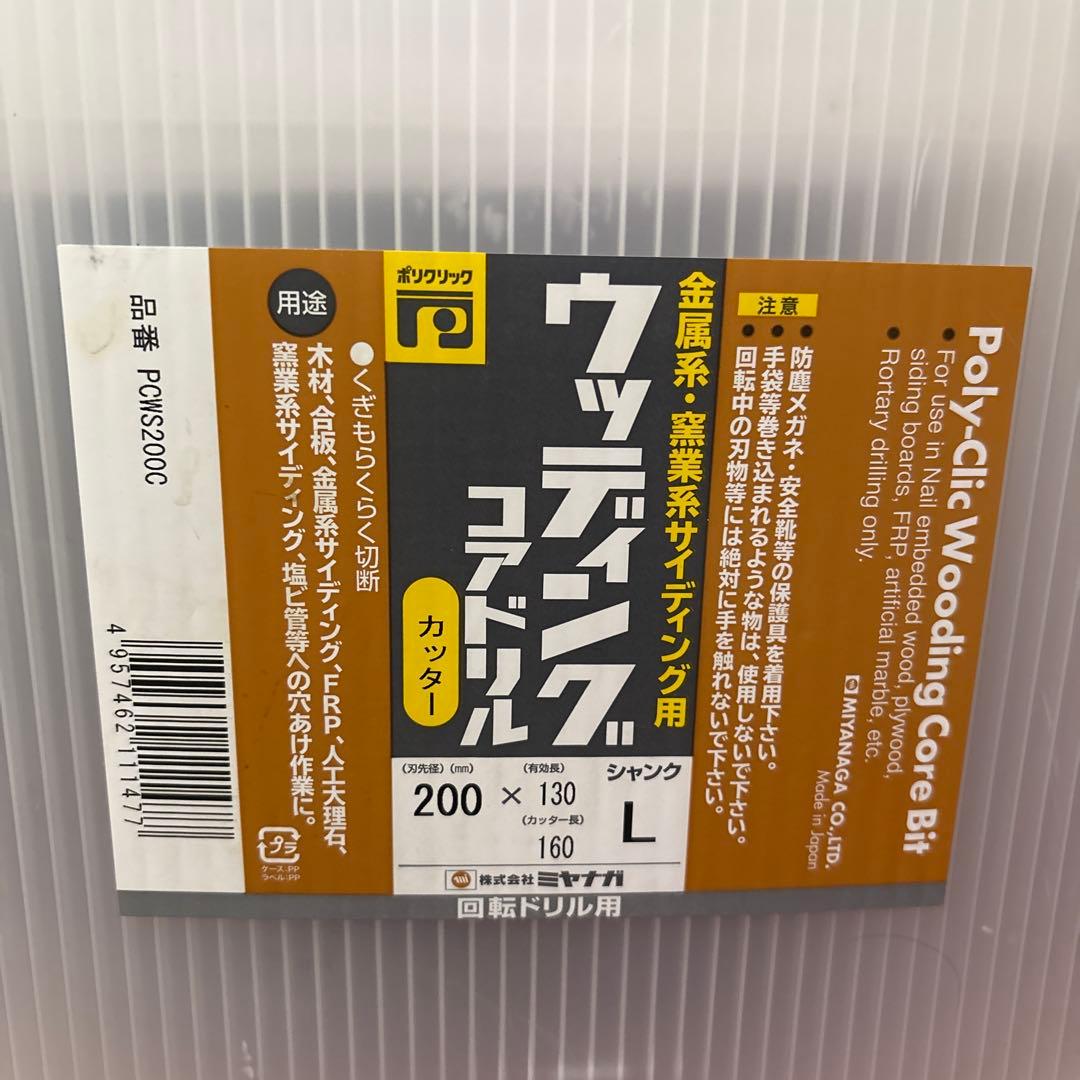 品番 PCWS200C
4957462111477
用途
●くぎもらくらく切断
木材、合板、金属系サイディング、FRP、人工大理石、
窯業系サイディング、塩ビ管等への穴あけ作業に。
プラ
ケース:PP
ラベル:PP
ポリクリック
金属系・窯業系サイディング用
ウッディング
コアドリル
カッター
(刃先径)(mm)
200
×
(有効長)
130
(カッター長)
160
シャンク
L
株式会社ミヤナガ
回転ドリル用
注意
●防塵メガネ・安全靴等の保護具を着用下さい。
●手袋等巻き込まれるような物は、使用しないで下さい。
●回転中の刃物等には絶対に手を触れないで下さい。
Poly-Clic Wooding Core Bit
● For use in Nail embedded wood, plywood,
siding boards, FRP, artificial marble, etc.
● Rortary drilling only.
MIYANAGA CO.,LTD.
Made in Japan